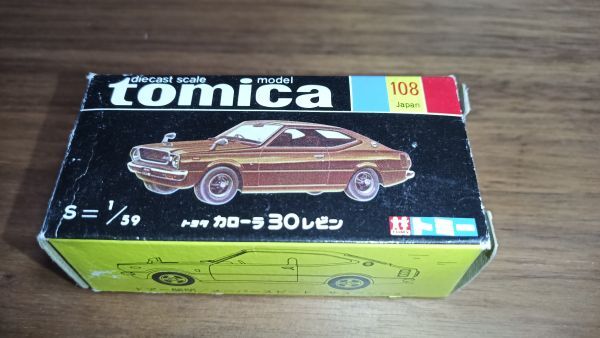 diecast scale model
tomica
108
Japan
S=1/59
トヨタ カローラ 30レビン